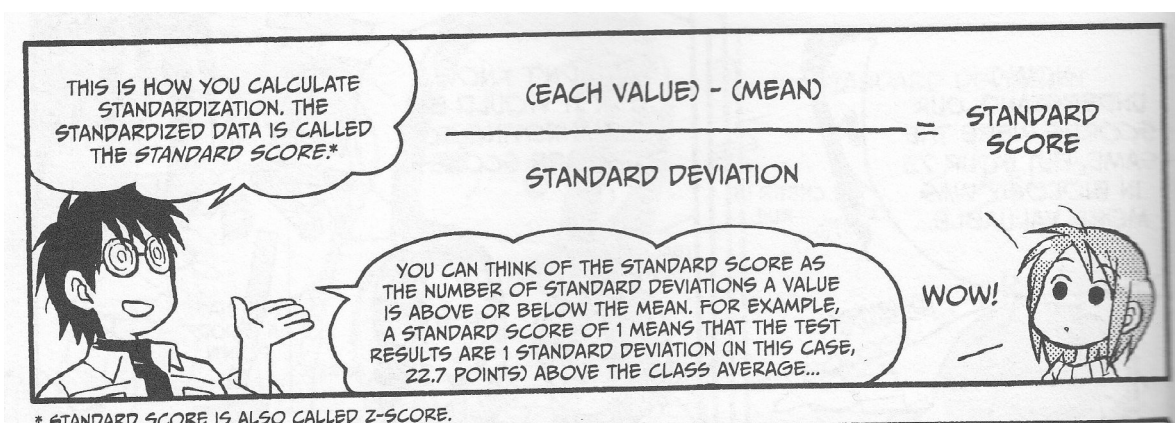 THIS IS HOW YOU CALCULATE
STANDARDIZATION. THE
STANDARDIZED DATA IS CALLED
THE STANDARD SCORE.*
(EACH VALUE) - (MEAN)
STANDARD DEVIATION
= STANDARD
SCORE
YOU CAN THINK OF THE STANDARD SCORE AS
THE NUMBER OF STANDARD DEVIATIONS A VALUE
IS ABOVE OR BELOW THE MEAN. FOR EXAMPLE,
A STANDARD SCORE OF 1 MEANS THAT THE TEST
RESULTS ARE 1 STANDARD DEVIATION (IN THIS CASE,
22.7 POINTS) ABOVE THE CLASS AVERAGE...
WOW!
* STANDARD SCORE IS ALSO CALLED Z-SCORE.